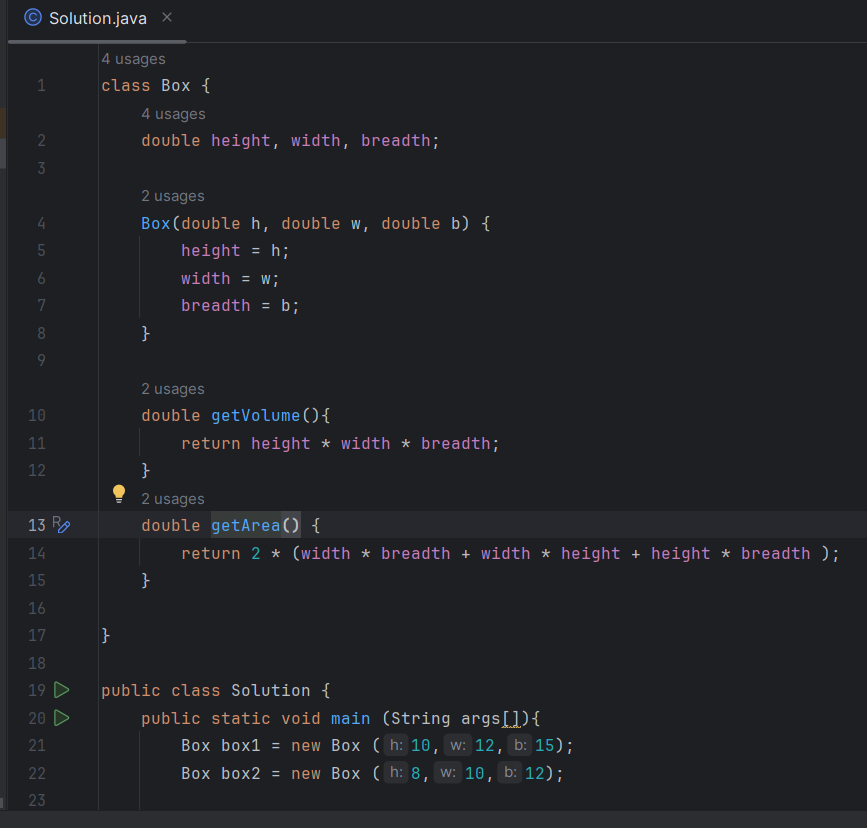 Solution.java
4 usages
1 class Box {
4 usages
2 double height, width, breadth;
3
2 usages
4 Box(double h, double w, double b) {
5 height = h;
6 width = w;
7 breadth = b;
8 }
9
2 usages
10 double getVolume(){
11 return height * width * breadth;
12 }
2 usages
13 double getArea() {
14 return 2 * (width * breadth + width * height + height * breadth );
15 }
16
17 }
18
19 public class Solution {
20 public static void main (String args[]){
21 Box box1 = new Box ( h: 10, w: 12, b: 15);
22 Box box2 = new Box ( h: 8, w: 10, b: 12);
23